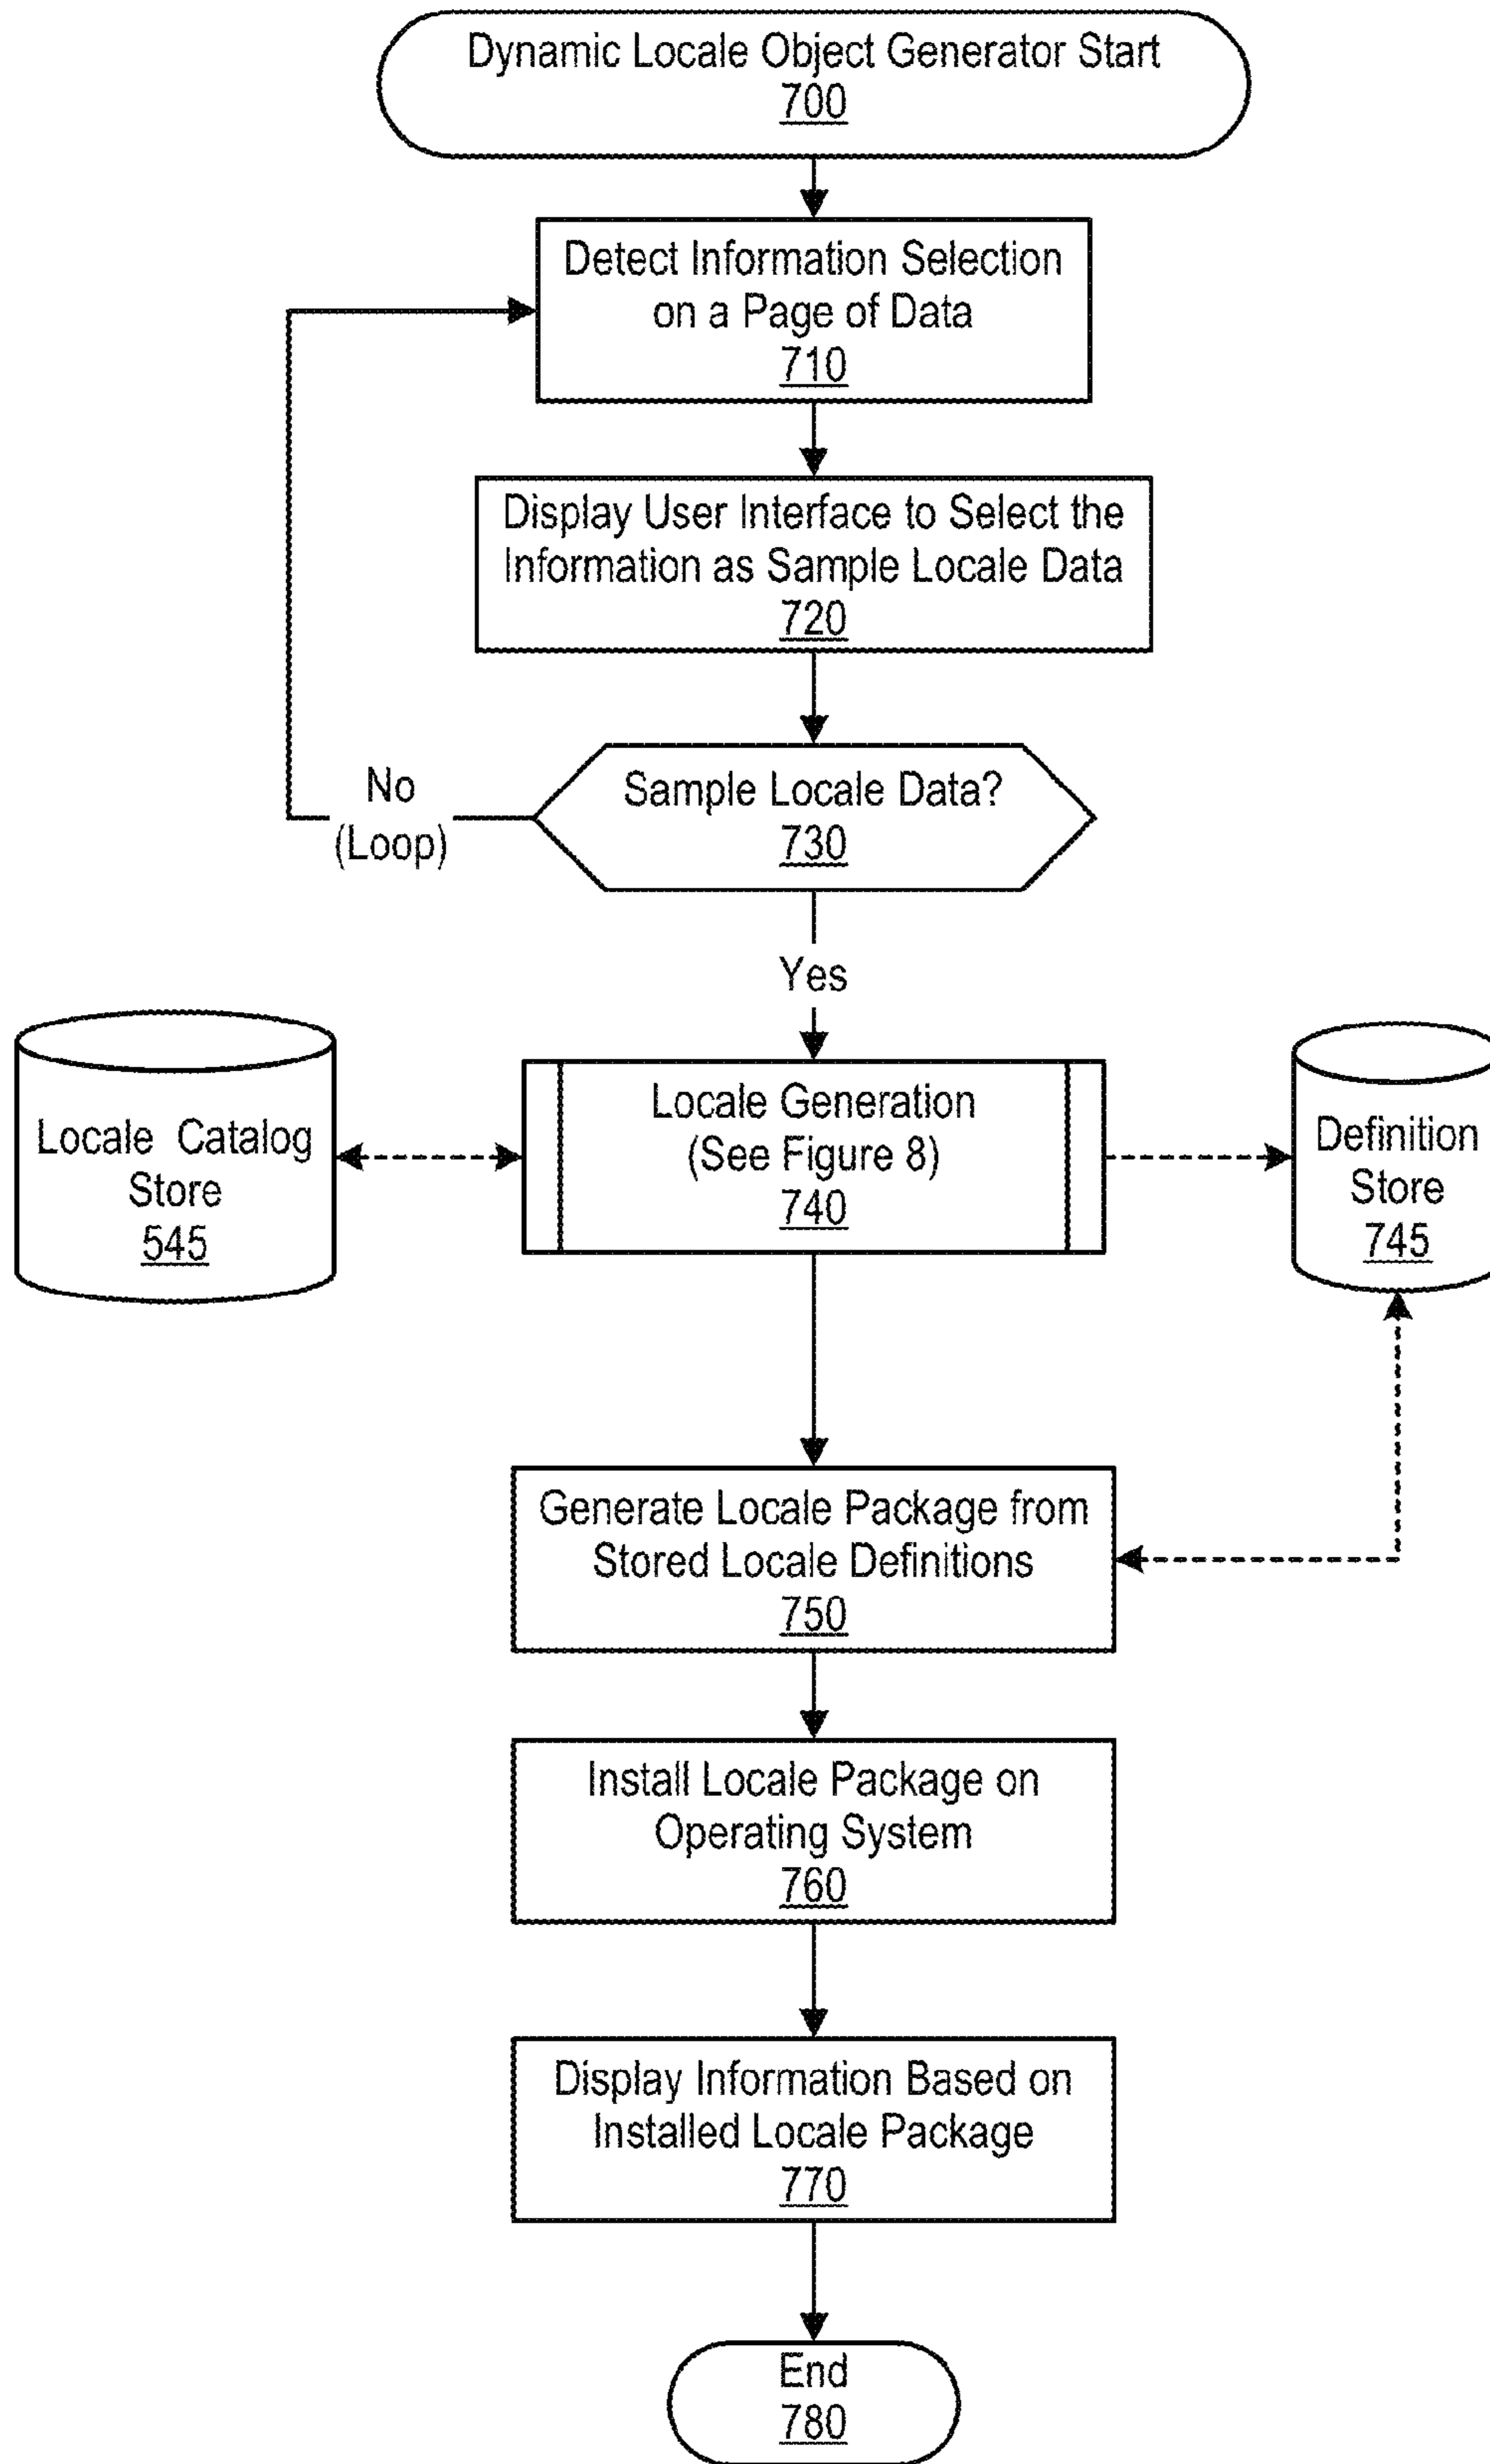 Dynamic Locale Object Generator Start
700
Detect Information Selection
on a Page of Data
710
Display User Interface to Select the
Information as Sample Locale Data
720
No
(Loop)
Sample Locale Data?
730
Yes
Locale Catalog
Store
545
Locale Generation
(See Figure 8)
740
Definition
Store
745
Generate Locale Package from
Stored Locale Definitions
750
Install Locale Package on
Operating System
760
Display Information Based on
Installed Locale Package
770
End
780